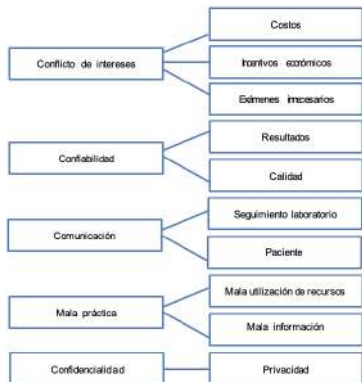 Costos
Conflicto de intereses
Incentivos económicos
Exámenes innecesarios
Resultados
Confiabilidad
Calidad
Seguimiento laboratorio
Comunicación
Paciente
Mala utilización de recursos
Mala práctica
Mala información
Confidencialidad
Privacidad